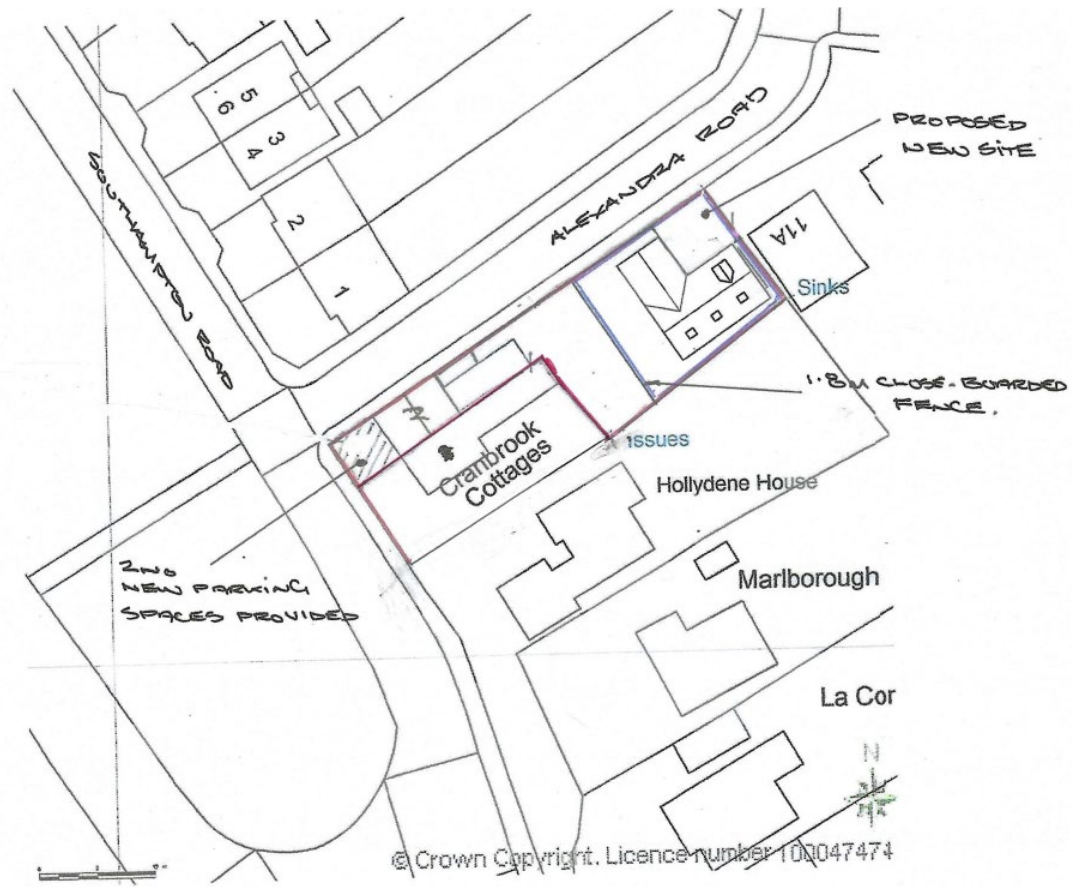 5
6
3
4
2
1
SOUTHAMPTON ROAD
ALEXANDRA ROAD
PROPOSED
NEW SITE
11A
Sinks
1.8M CLOSE-BOARDED
FENCE.
Issues
Cranbrook
Cottages
Hollydene House
2NO
NEW PARKING
SPACES PROVIDED
Marlborough
La Cor
N
© Crown Copyright. Licence number 100047474